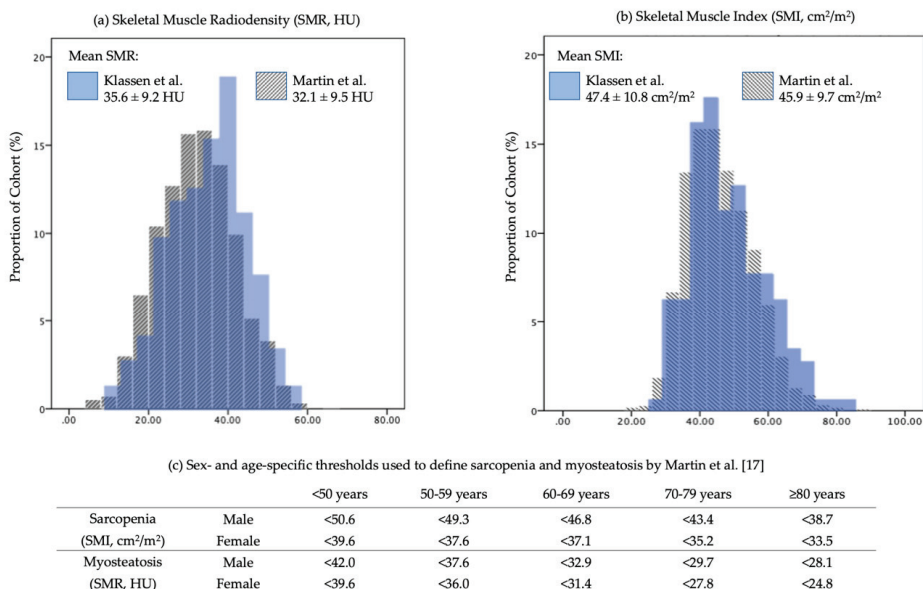 (a) Skeletal Muscle Radiodensity (SMR, HU)
Mean SMR:
Klassen et al.
35.6 ± 9.2 HU
Martin et al.
32.1 ± 9.5 HU
Proportion of Cohort (%)
20
15
10
5
0
.00 20.00 40.00 60.00 80.00
(b) Skeletal Muscle Index (SMI, cm²/m²)
Mean SMI:
Klassen et al.
47.4 ± 10.8 cm²/m²
Martin et al.
45.9 ± 9.7 cm²/m²
Proportion of Cohort (%)
20
15
10
5
0
.00 20.00 40.00 60.00 80.00 100.00
(c) Sex- and age-specific thresholds used to define sarcopenia and myosteatosis by Martin et al. [17]
<50 years 50-59 years 60-69 years 70-79 years ≥80 years
Sarcopenia Male <50.6 <49.3 <46.8 <43.4 <38.7
(SMI, cm²/m²) Female <39.6 <37.6 <37.1 <35.2 <33.5
Myosteatosis Male <42.0 <37.6 <32.9 <29.7 <28.1
(SMR, HU) Female <39.6 <36.0 <31.4 <27.8 <24.8